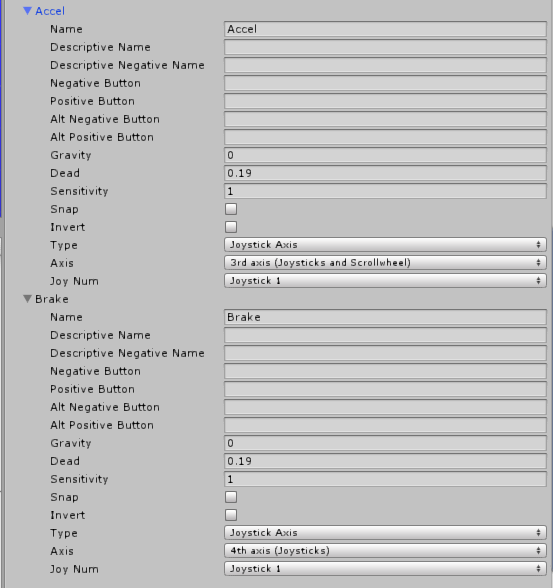 Accel
Name Accel
Descriptive Name
Descriptive Negative Name
Negative Button
Positive Button
Alt Negative Button
Alt Positive Button
Gravity 0
Dead 0.19
Sensitivity 1
Snap
Invert
Type Joystick Axis
Axis 3rd axis (Joysticks and Scrollwheel)
Joy Num Joystick 1
Brake
Name Brake
Descriptive Name
Descriptive Negative Name
Negative Button
Positive Button
Alt Negative Button
Alt Positive Button
Gravity 0
Dead 0.19
Sensitivity 1
Snap
Invert
Type Joystick Axis
Axis 4th axis (Joysticks)
Joy Num Joystick 1